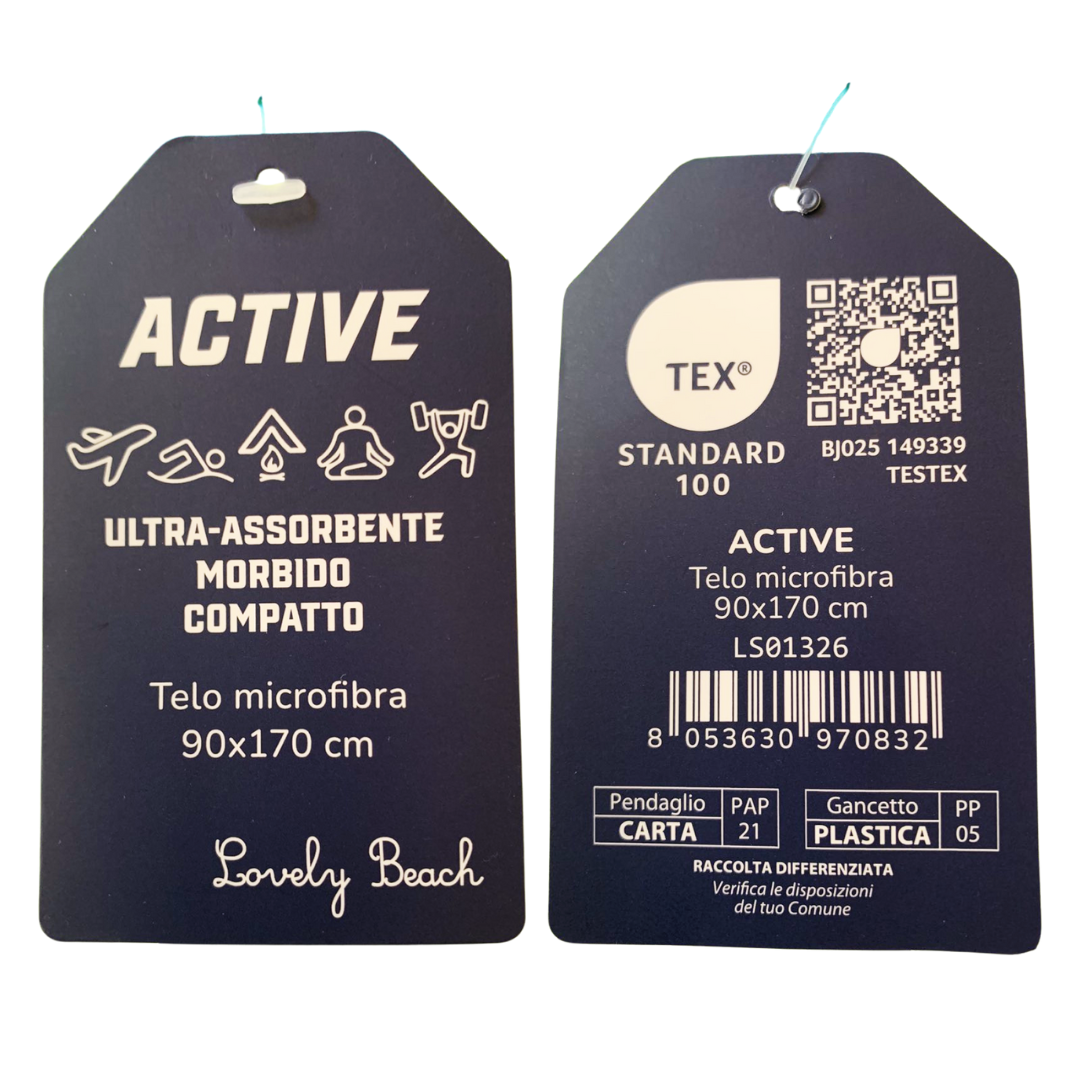 ACTIVE
ULTRA-ASSORBENTE
MORBIDO
COMPATTO
Telo microfibra
90x170 cm
Lovely Beach
TEX®
STANDARD
100
BJ025 149339
TESTEX
ACTIVE
Telo microfibra
90x170 cm
LS01326
8 053630 970832
Pendaglio
CARTA
PAP
21
Gancetto
PLASTICA
PP
05
RACCOLTA DIFFERENZIATA
Verifica le disposizioni
del tuo Comune